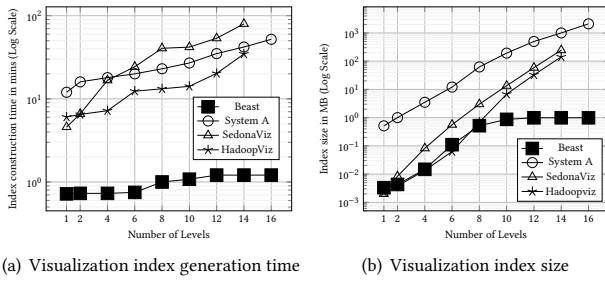 Index construction time in mins (Log Scale)
10²
10¹
10⁰
Beast
System A
SedonaViz
HadoopViz
1 2 4 6 8 10 12 14 16
Number of Levels
(a) Visualization index generation time
Index size in MB (Log Scale)
10³
10²
10¹
10⁰
10⁻¹
10⁻²
10⁻³
Beast
System A
SedonaViz
Hadoopviz
1 2 4 6 8 10 12 14 16
Number of Levels
(b) Visualization index size